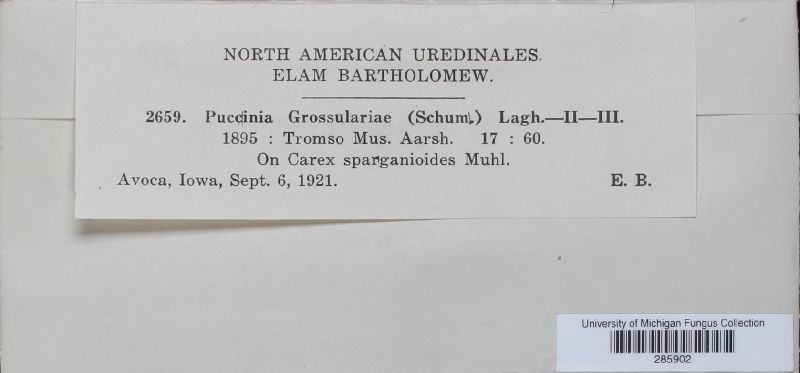 NORTH AMERICAN UREDINALES.
ELAM BARTHOLOMEW.
2659. Puccinia Grossulariae (Schum.) Lagh.—II—III.
1895 : Tromso Mus. Aarsh. 17 : 60.
On Carex sparganioides Muhl.
Avoca, Iowa, Sept. 6, 1921. E. B.
University of Michigan Fungus Collection
285902